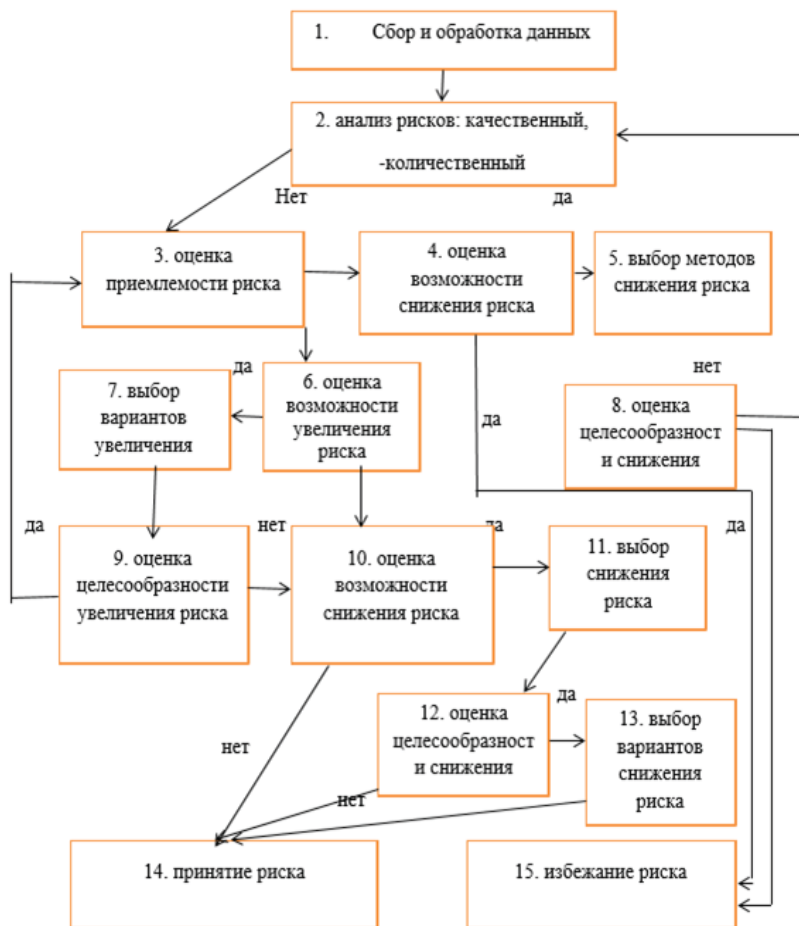 1. Сбор и обработка данных
2. анализ рисков: качественный,
-количественный
Нет
да
3. оценка
приемлемости риска
4. оценка
возможности
снижения риска
5. выбор методов
снижения риска
да
нет
7. выбор
вариантов
увеличения
6. оценка
возможности
увеличения
риска
да
8. оценка
целесообразност
и снижения
да
нет
да
да
9. оценка
целесообразности
увеличения риска
10. оценка
возможности
снижения риска
11. выбор
снижения
риска
12. оценка
целесообразност
и снижения
да
13. выбор
вариантов
снижения
риска
нет
нет
14. принятие риска
15. избежание риска